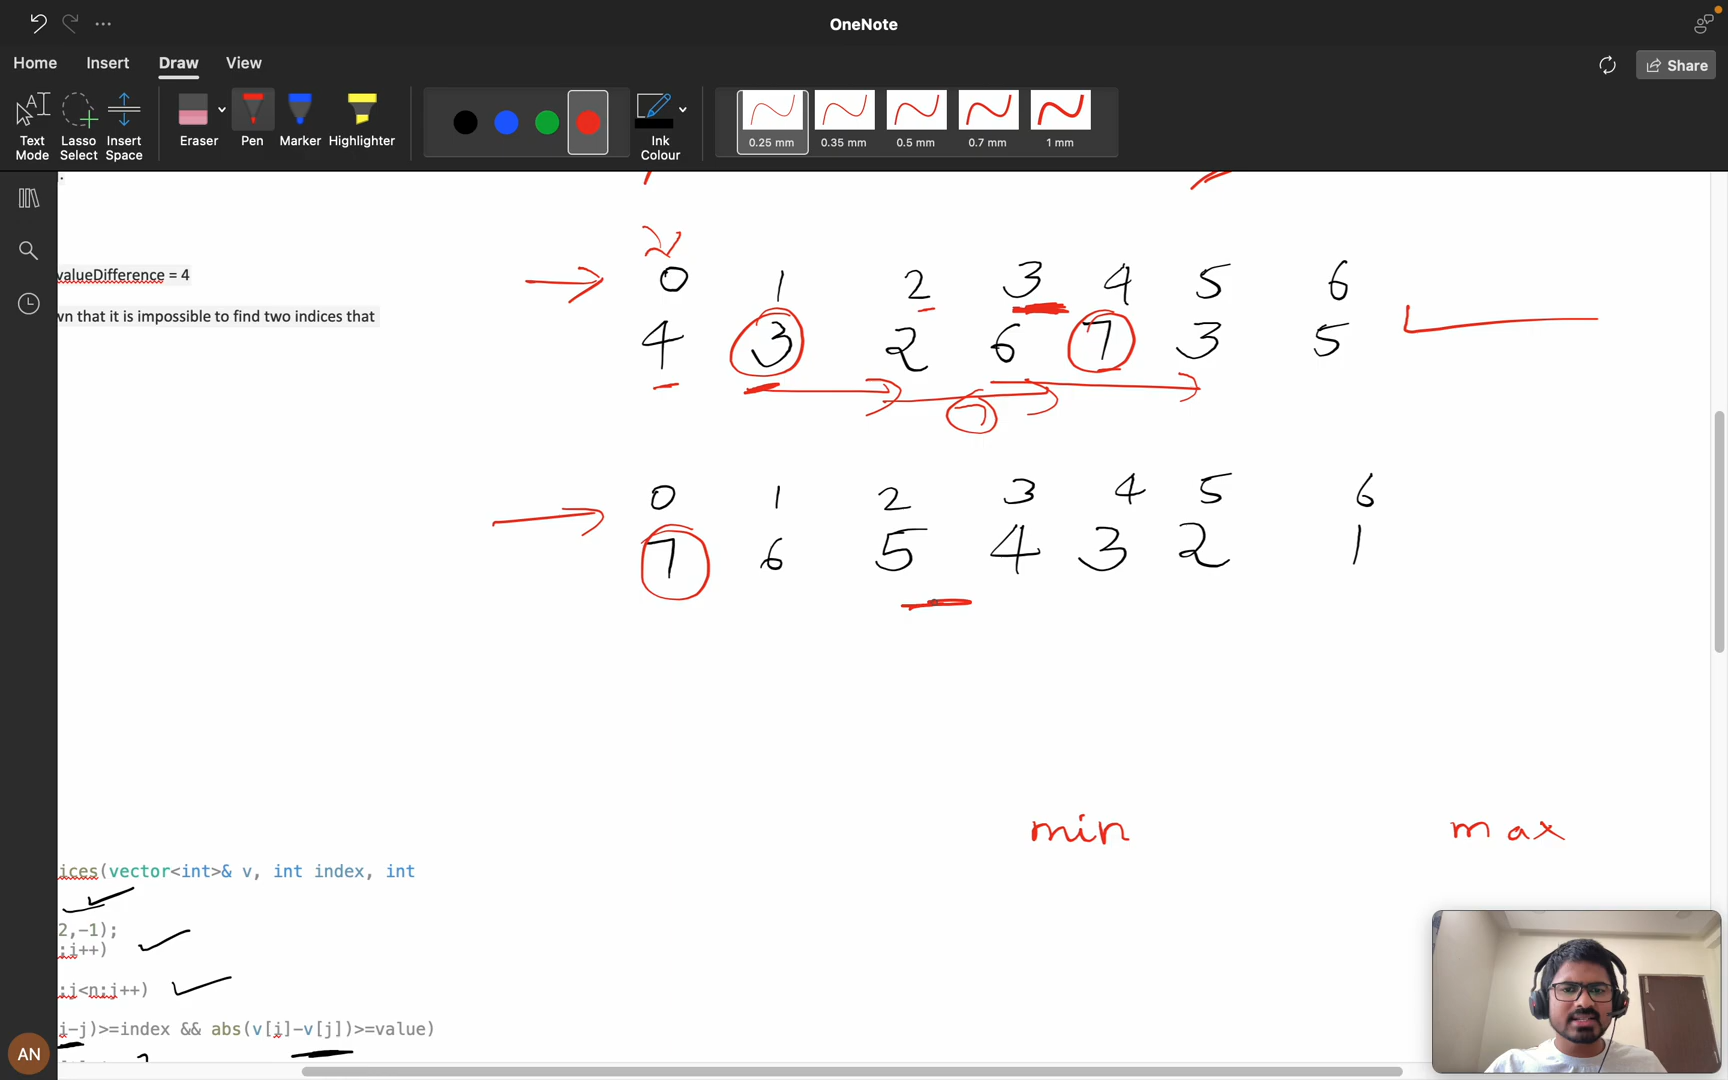 OneNote
Home Insert Draw View
Share
Text Mode
Lasso Select
Insert Space
Eraser
Pen
Marker
Highlighter
Ink Colour
0.25 mm
0.35 mm
0.5 mm
0.7 mm
1 mm
valueDifference = 4
wn that it is impossible to find two indices that
0 1 2 3 4 5 6
4 3 2 6 7 3 5
7
0 1 2 3 4 5 6
7 6 5 4 3 2 1
min max
ices(vector<int>& v, int index, int
2,-1);
;i++)
;j<n;j++)
i-j)>=index && abs(v[i]-v[j])>=value)
AN